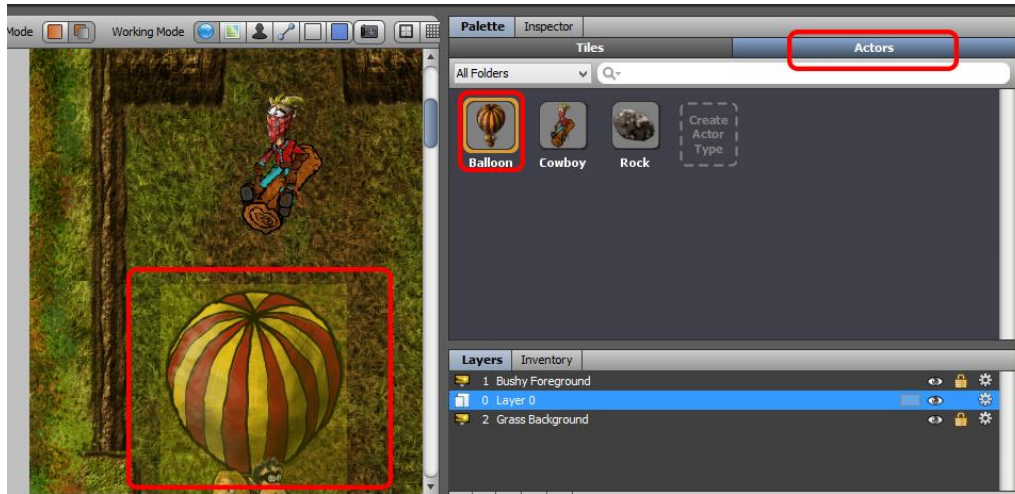 Mode
Working Mode
Palette Inspector
Tiles Actors
All Folders
Balloon Cowboy Rock
Create
Actor
Type
Layers Inventory
1 Bushy Foreground
0 Layer 0
2 Grass Background